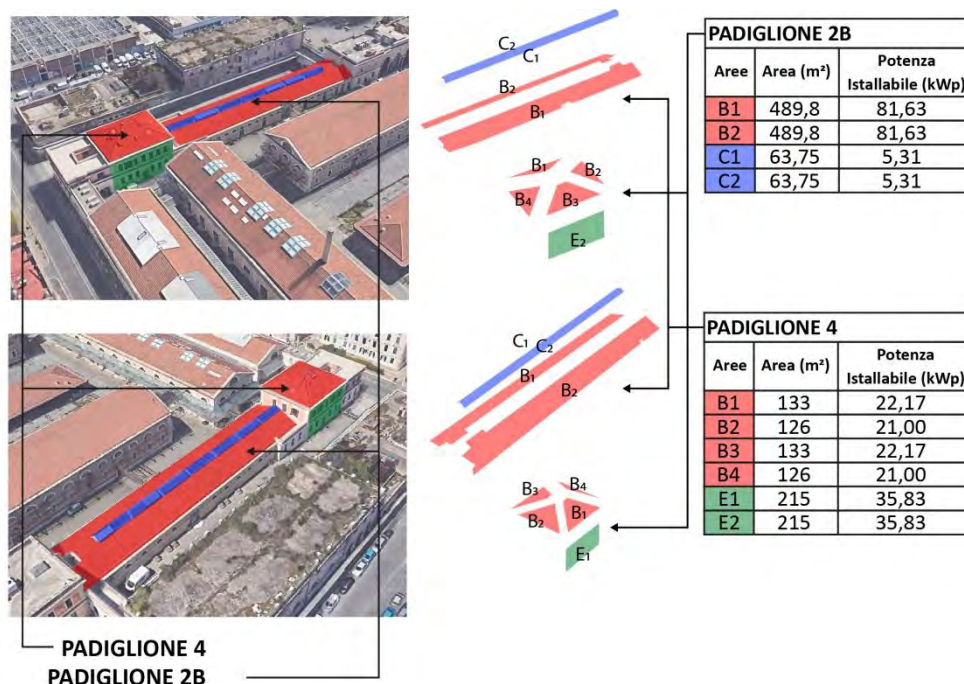 C2
C1
B2
B1
B1
B2
B4
B3
E2
C1
C2
B1
B2
B3
B4
B2
B1
E1
PADIGLIONE 2B
Aree Area (m²) Potenza
Istallabile (kWp)
B1 489,8 81,63
B2 489,8 81,63
C1 63,75 5,31
C2 63,75 5,31
PADIGLIONE 4
Aree Area (m²) Potenza
Istallabile (kWp)
B1 133 22,17
B2 126 21,00
B3 133 22,17
B4 126 21,00
E1 215 35,83
E2 215 35,83
PADIGLIONE 4
PADIGLIONE 2B